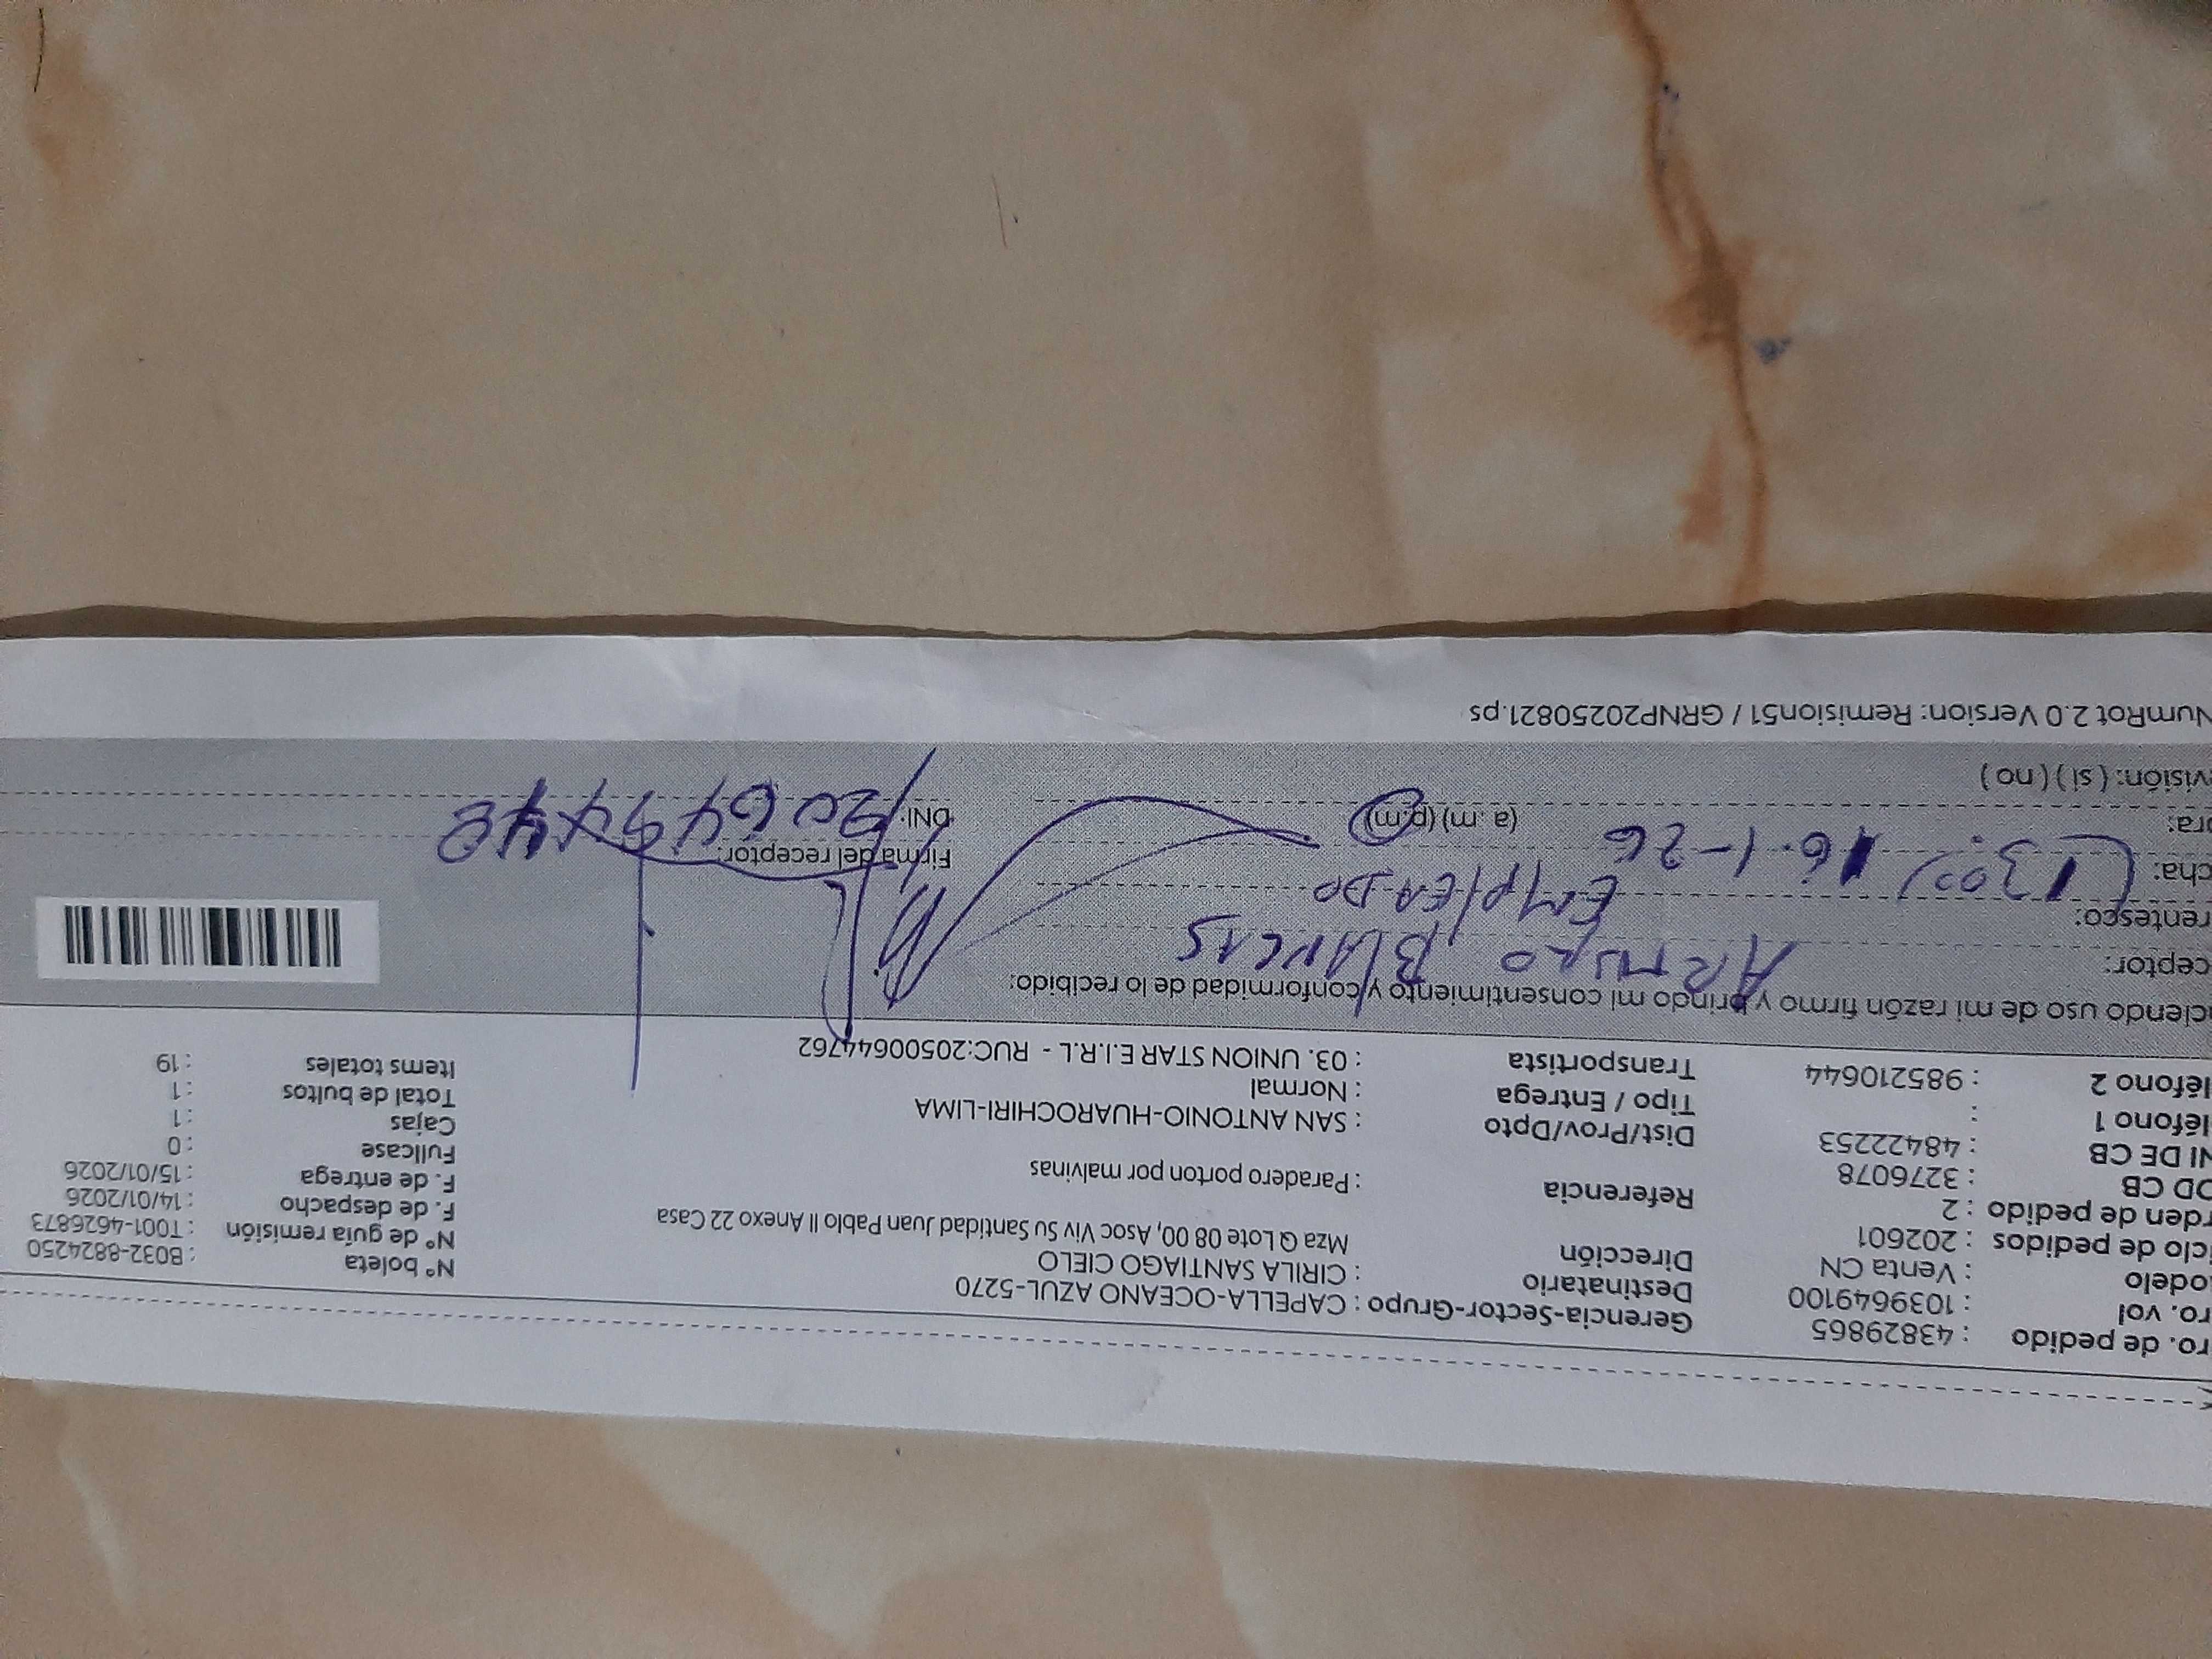 ro. de pedido : 43829865
ro. vol : 1039649100
odelo : Venta CN
iclo de pedidos : 202601
rden de pedido : 2
OD CB : 3276078
NI DE CB : 48422253
léfono 1 :
léfono 2 : 985210644
Gerencia-Sector-Grupo : CAPELLA-OCEANO AZUL-5270
Destinatario : CIRILA SANTIAGO CIELO
Dirección Mza Q Lote 08 00, Asoc Viv Su Santidad Juan Pablo II Anexo 22 Casa
Referencia : Paradero porton por malvinas
Dist/Prov/Dpto : SAN ANTONIO-HUAROCHIRI-LIMA
Tipo / Entrega : Normal
Transportista : 03. UNION STAR E.I.R.L - RUC:20500644762
N° boleta : B032-8824250
N° de guía remisión : T001-4626873
F. de despacho : 14/01/2026
F. de entrega : 15/01/2026
Fullcase : 0
Cajas : 1
Total de bultos : 1
Items totales : 19
ciendo uso de mi razón firmo y brindo mi consentimiento y conformidad de lo recibido:
ceptor: BLANCAS
rentesco: EMPLEADO
cha: 16-1-26
ora: (1300) (a. m) (p.m)
visión: ( si ) ( no )
Firma del receptor:
DNI:
NumRot 2.0 Version: Remision51 / GRNP20250821.ps